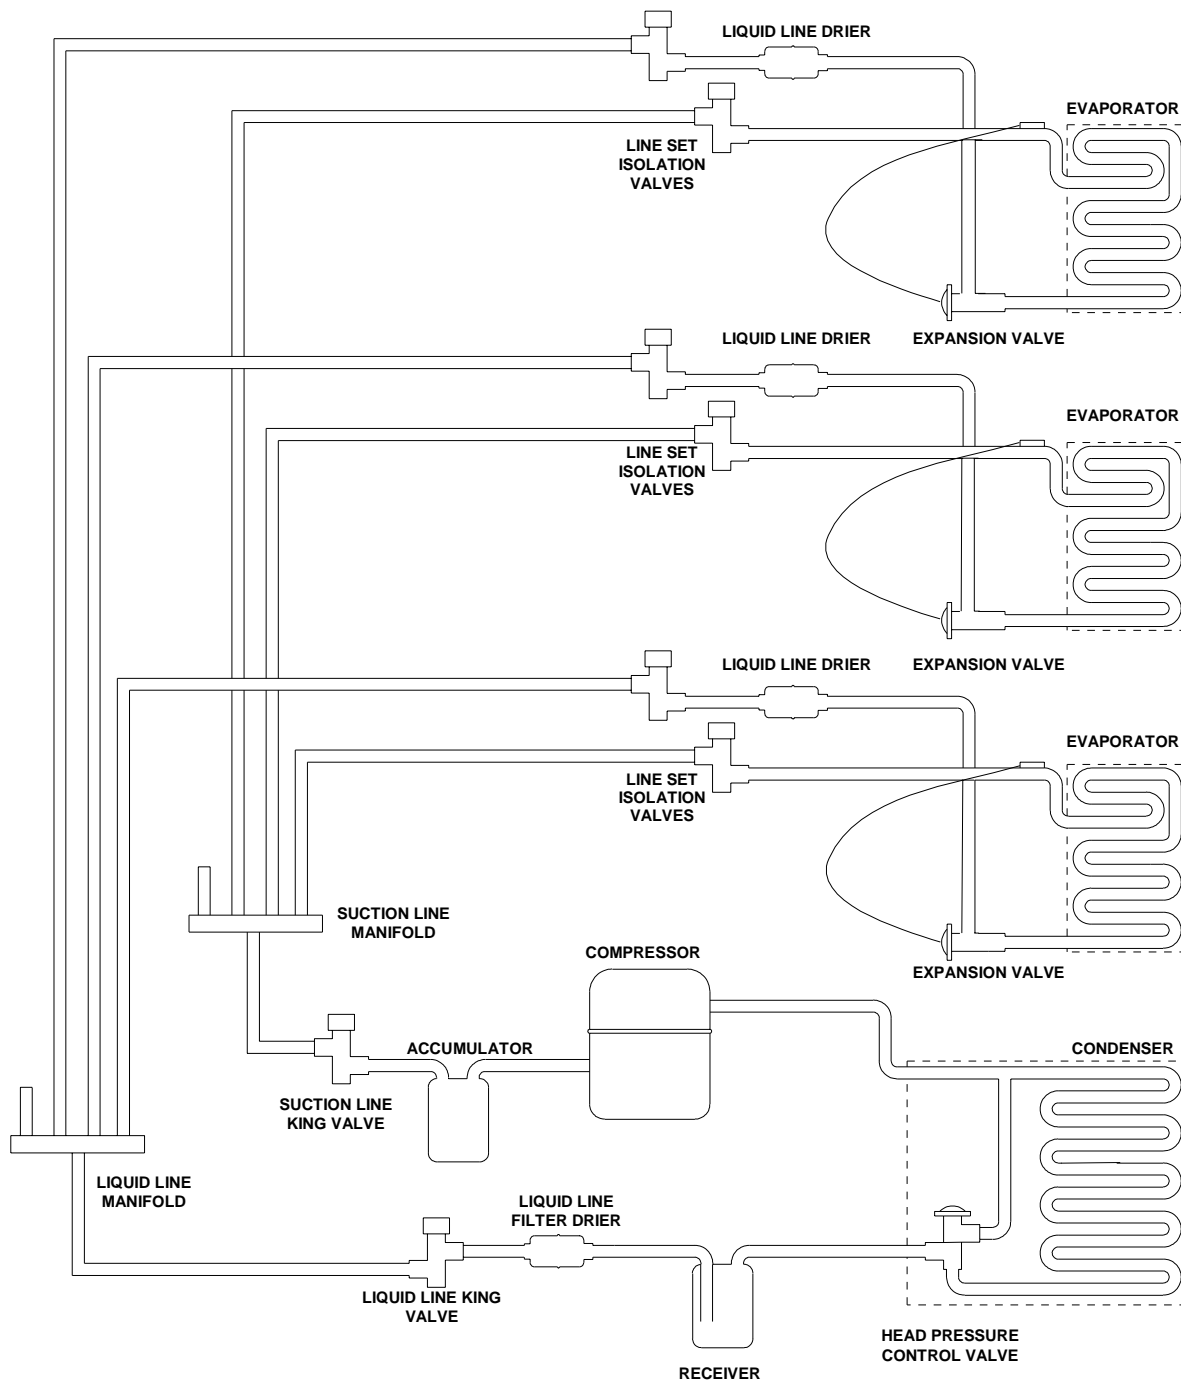 LIQUID LINE DRIER
EVAPORATOR
LINE SET
ISOLATION
VALVES
EXPANSION VALVE
LIQUID LINE DRIER
EVAPORATOR
LINE SET
ISOLATION
VALVES
EXPANSION VALVE
LIQUID LINE DRIER
EVAPORATOR
LINE SET
ISOLATION
VALVES
SUCTION LINE
MANIFOLD
COMPRESSOR
EXPANSION VALVE
ACCUMULATOR
CONDENSER
SUCTION LINE
KING VALVE
LIQUID LINE
MANIFOLD
LIQUID LINE
FILTER DRIER
LIQUID LINE KING
VALVE
HEAD PRESSURE
CONTROL VALVE
RECEIVER